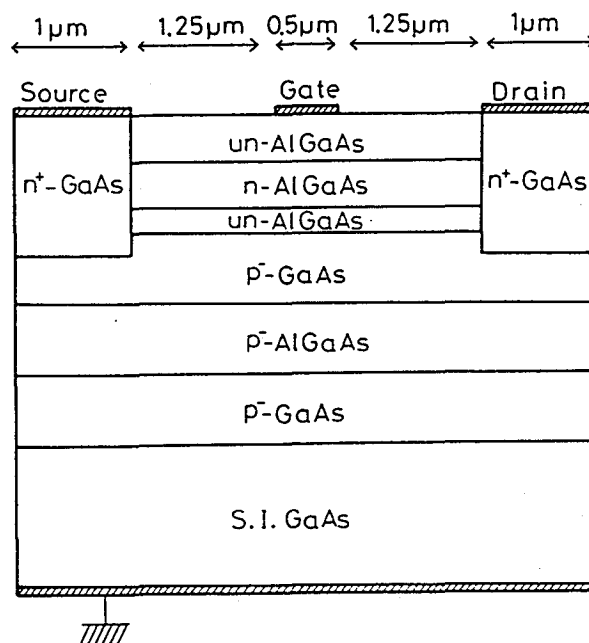 1μm 1.25μm 0.5μm 1.25μm 1μm
Source Gate Drain
un-AlGaAs
n⁺-GaAs n-AlGaAs n⁺-GaAs
un-AlGaAs
p⁻-GaAs
p⁻-AlGaAs
p⁻-GaAs
S.I. GaAs